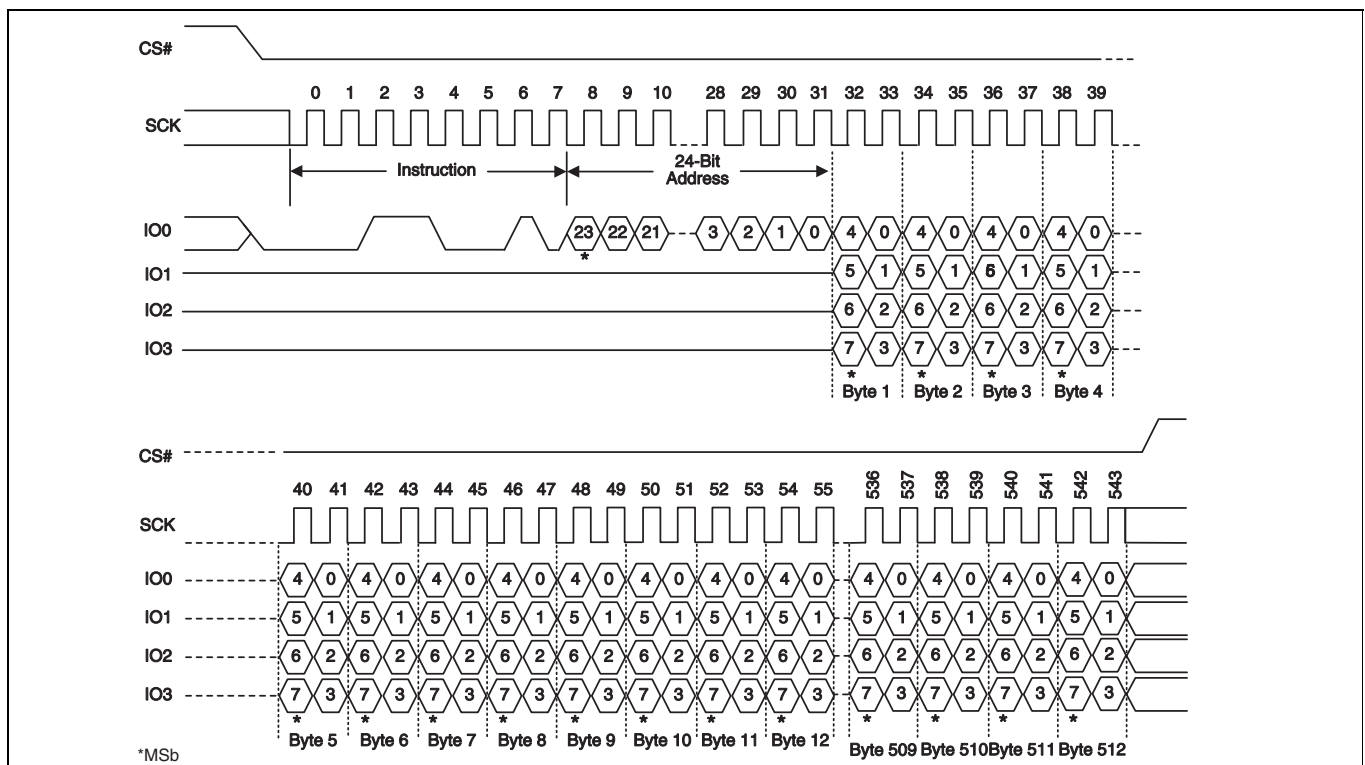 CS#
0 1 2 3 4 5 6 7 8 9 10 28 29 30 31 32 33 34 35 36 37 38 39
SCK
Instruction
24-Bit
Address
IO0 23 22 21 3 2 1 0 4 0 4 0 4 0 4 0
*
IO1 5 1 5 1 6 1 5 1
IO2 6 2 6 2 6 2 6 2
IO3 7 3 7 3 7 3 7 3
* * * *
Byte 1 Byte 2 Byte 3 Byte 4
CS#
40 41 42 43 44 45 46 47 48 49 50 51 52 53 54 55 536 537 538 539 540 541 542 543
SCK
IO0 4 0 4 0 4 0 4 0 4 0 4 0 4 0 4 0 4 0 4 0 4 0 4 0
IO1 5 1 5 1 5 1 5 1 5 1 5 1 5 1 5 1 5 1 5 1 5 1 5 1
IO2 6 2 6 2 6 2 6 2 6 2 6 2 6 2 6 2 6 2 6 2 6 2 6 2
IO3 7 3 7 3 7 3 7 3 7 3 7 3 7 3 7 3 7 3 7 3 7 3 7 3
* * * * * * * * * * * *
Byte 5 Byte 6 Byte 7 Byte 8 Byte 9 Byte 10 Byte 11 Byte 12 Byte 509 Byte 510 Byte 511 Byte 512
*MSb